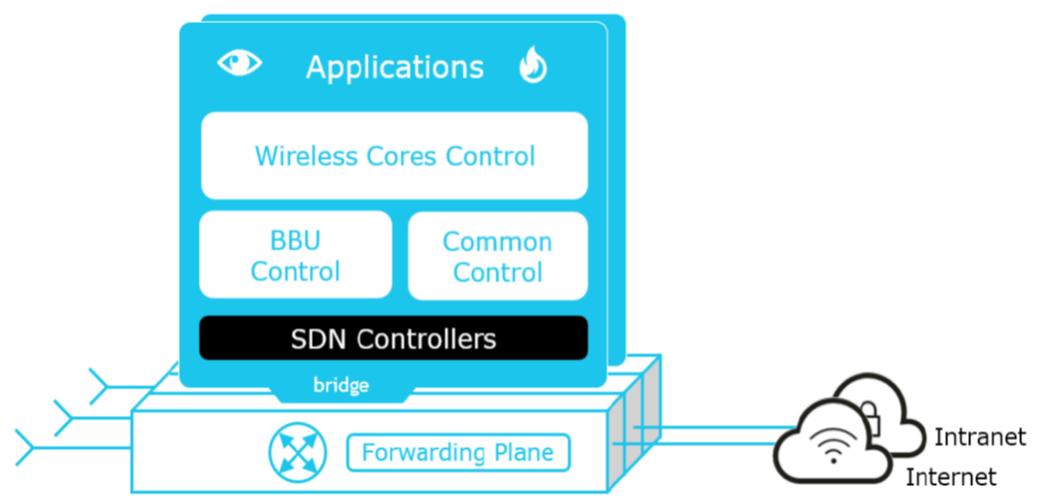 Applications
Wireless Cores Control
BBU
Control
Common
Control
SDN Controllers
bridge
Forwarding Plane
Intranet
Internet